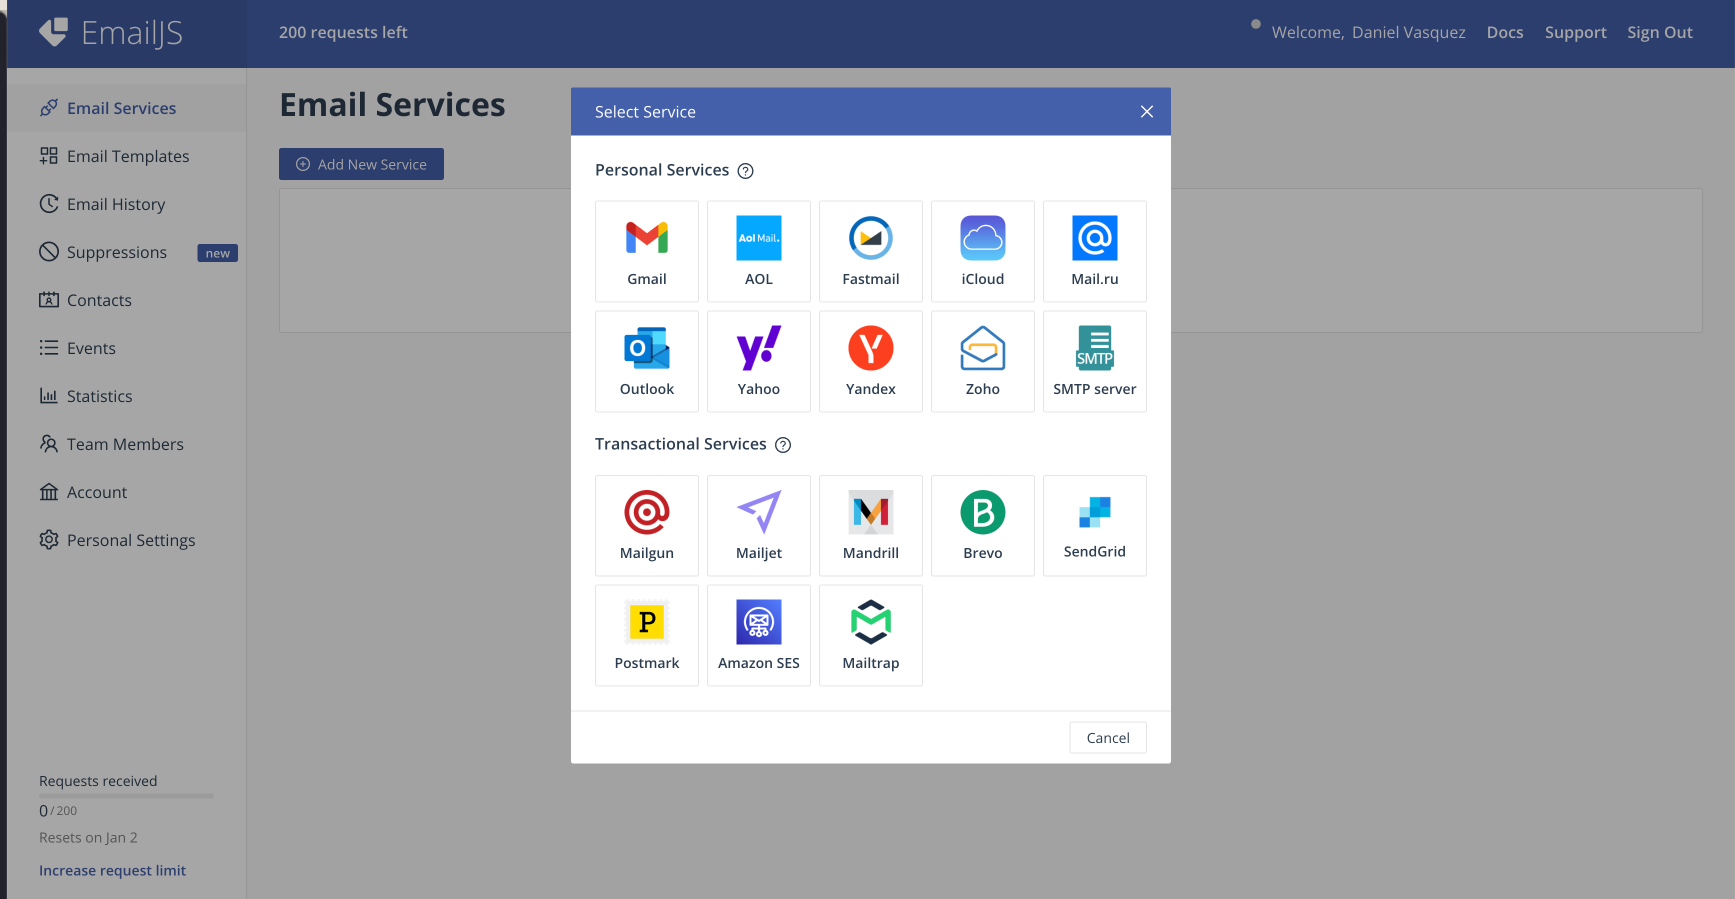 EmailJS
200 requests left
Welcome, Daniel Vasquez
Docs
Support
Sign Out
Email Services
Email Templates
Email History
Suppressions
new
Contacts
Events
Statistics
Team Members
Account
Personal Settings
Requests received
0 / 200
Resets on Jan 2
Increase request limit
Email Services
Add New Service
Select Service
Personal Services
Gmail
Aol Mail.
AOL
Fastmail
iCloud
Mail.ru
Outlook
Yahoo
Yandex
Zoho
SMTP
SMTP server
Transactional Services
Mailgun
Mailjet
Mandrill
Brevo
SendGrid
Postmark
Amazon SES
Mailtrap
Cancel